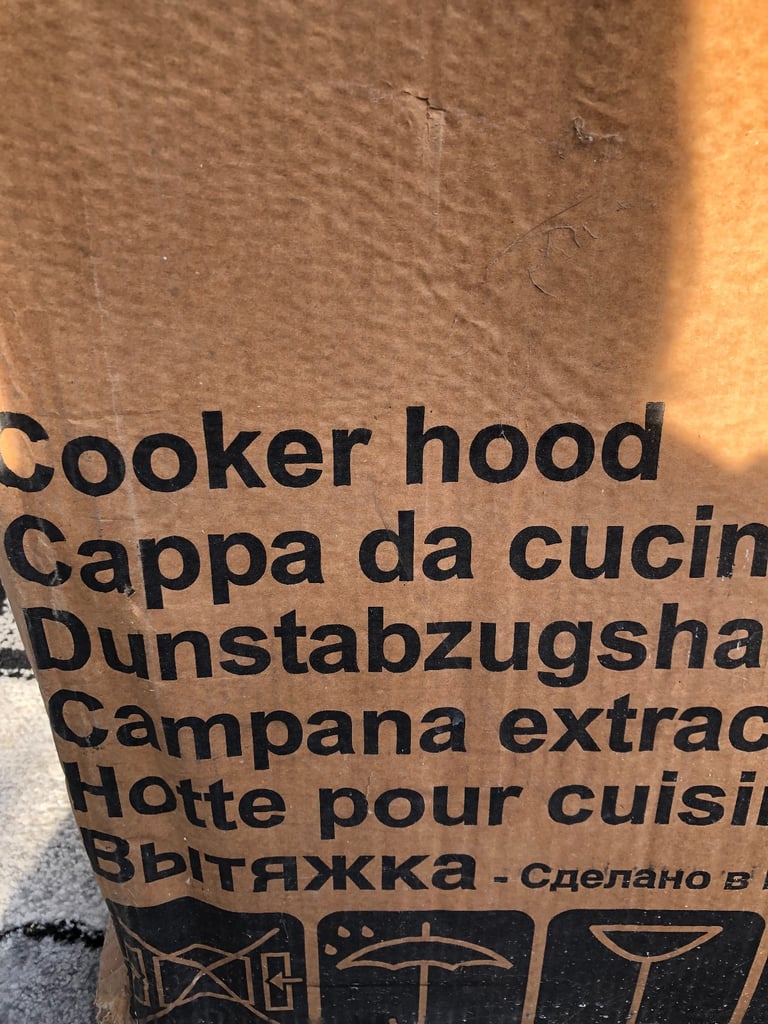 Cooker hood
Cappa da cucin
Dunstabzugsha
Campana extrac
Hotte pour cuisi
Вытяжка - Сделано в